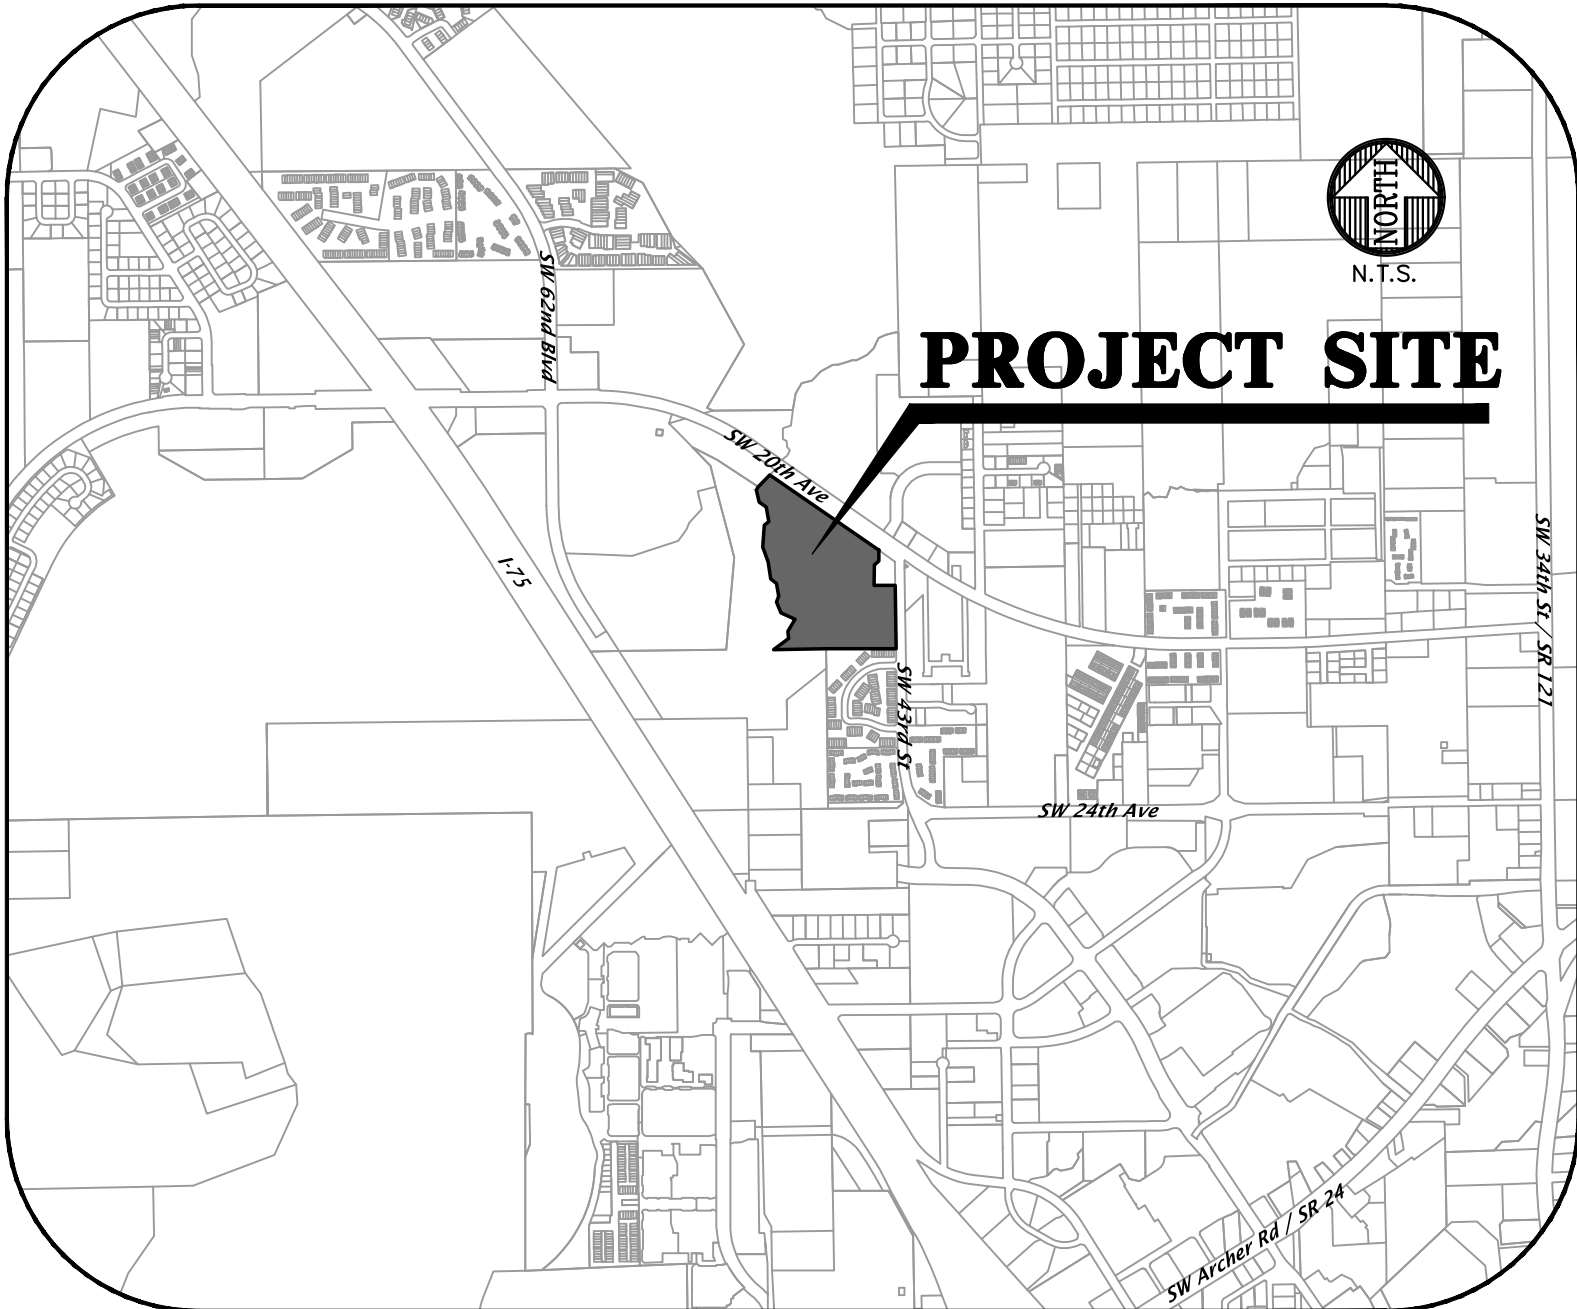 NORTH
N.T.S.
SW 62nd Blvd
PROJECT SITE
SW 20th Ave
I-75
SW 34th St / SR 121
SW 43rd St
SW 24th Ave
SW Archer Rd / SR 24